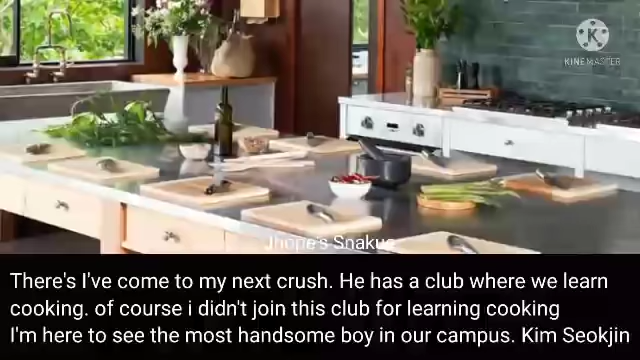 KINEMASTER
Jhope's Snakue
There's I've come to my next crush. He has a club where we learn
cooking. of course i didn't join this club for learning cooking
I'm here to see the most handsome boy in our campus. Kim Seokjin